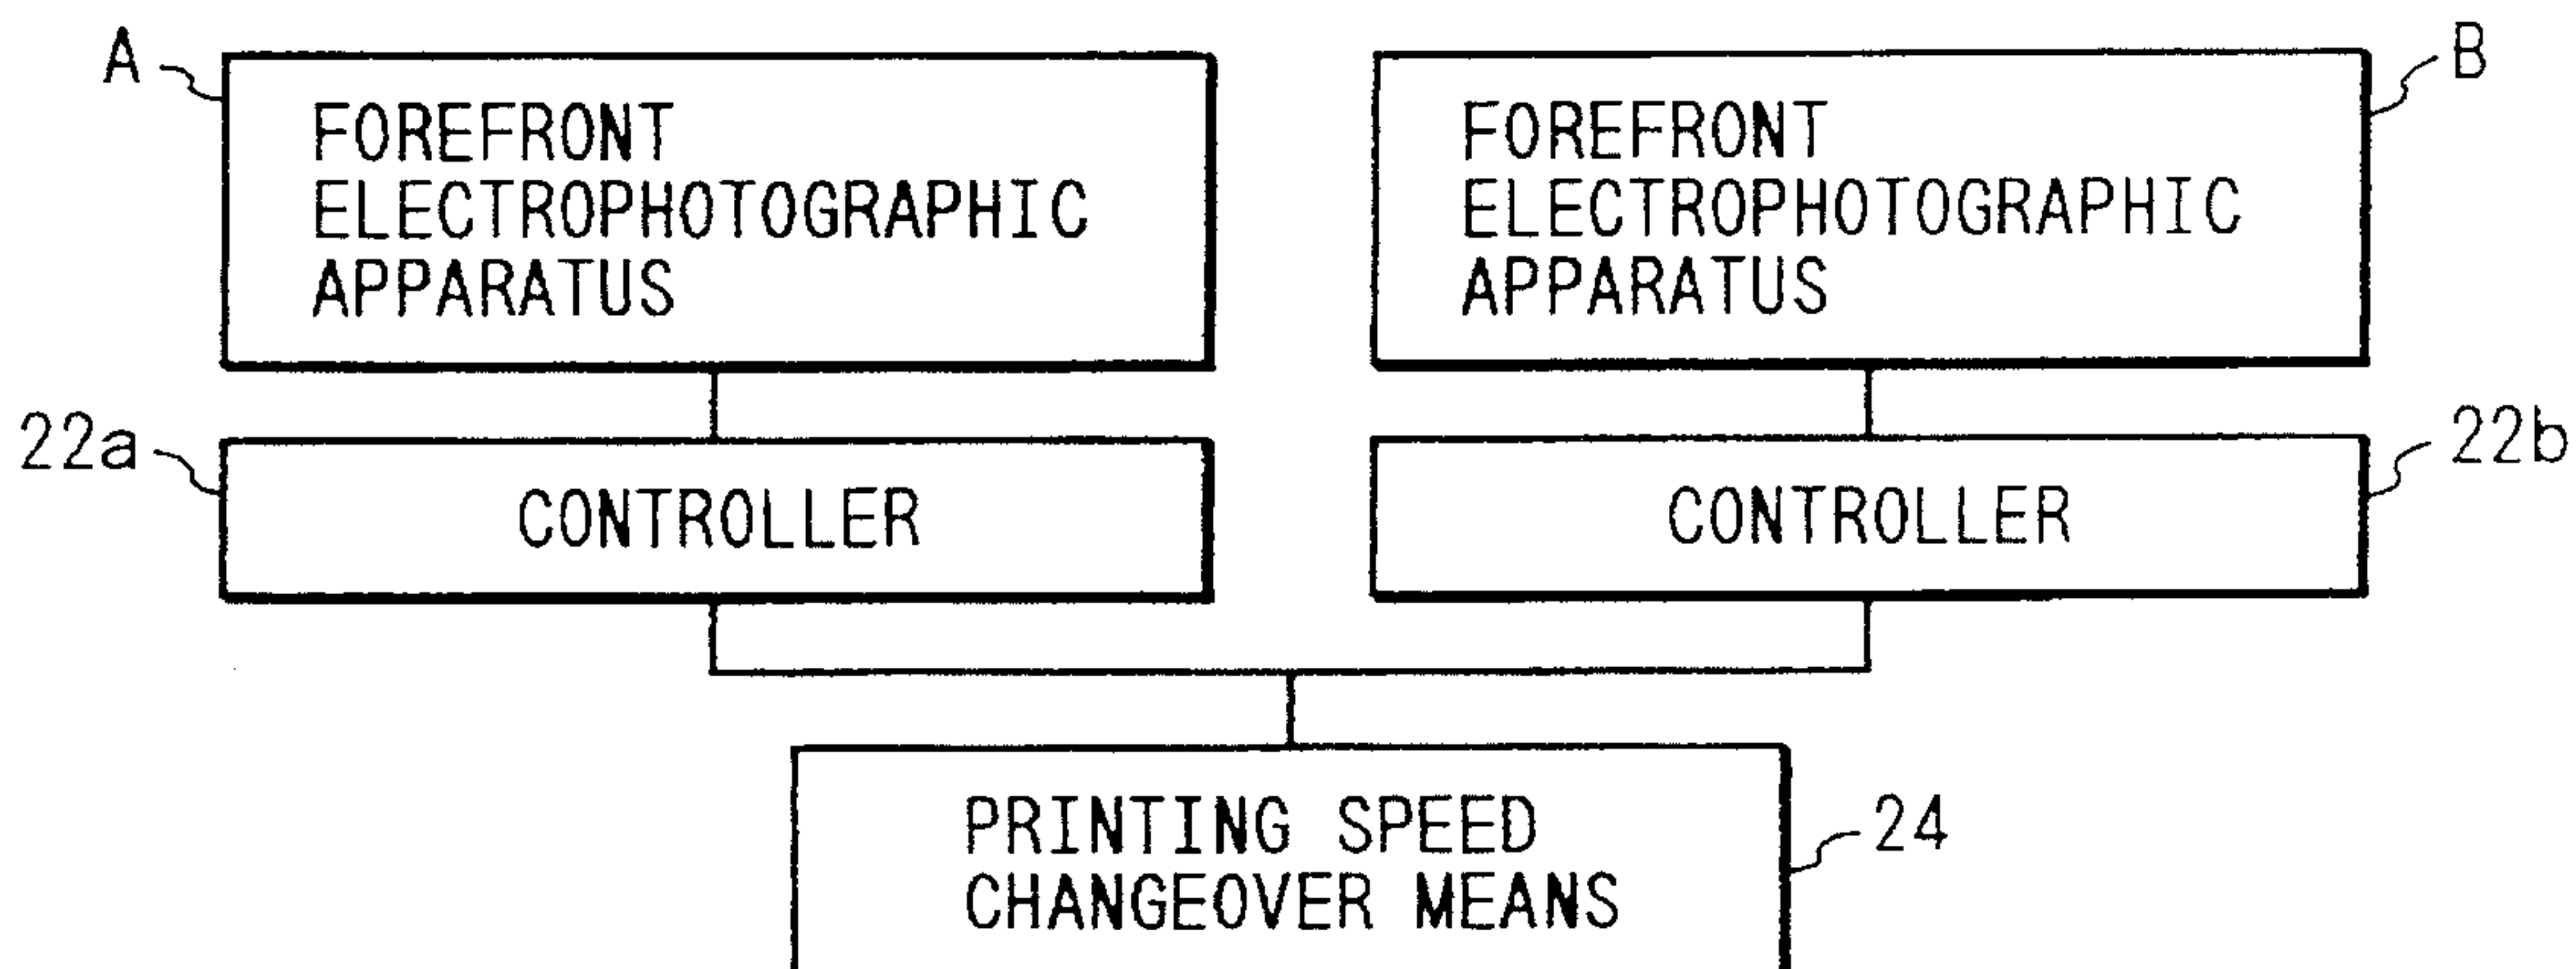 A
FOREFRONT
ELECTROPHOTOGRAPHIC
APPARATUS
B
FOREFRONT
ELECTROPHOTOGRAPHIC
APPARATUS
22a
CONTROLLER
22b
CONTROLLER
PRINTING SPEED
CHANGEOVER MEANS
24